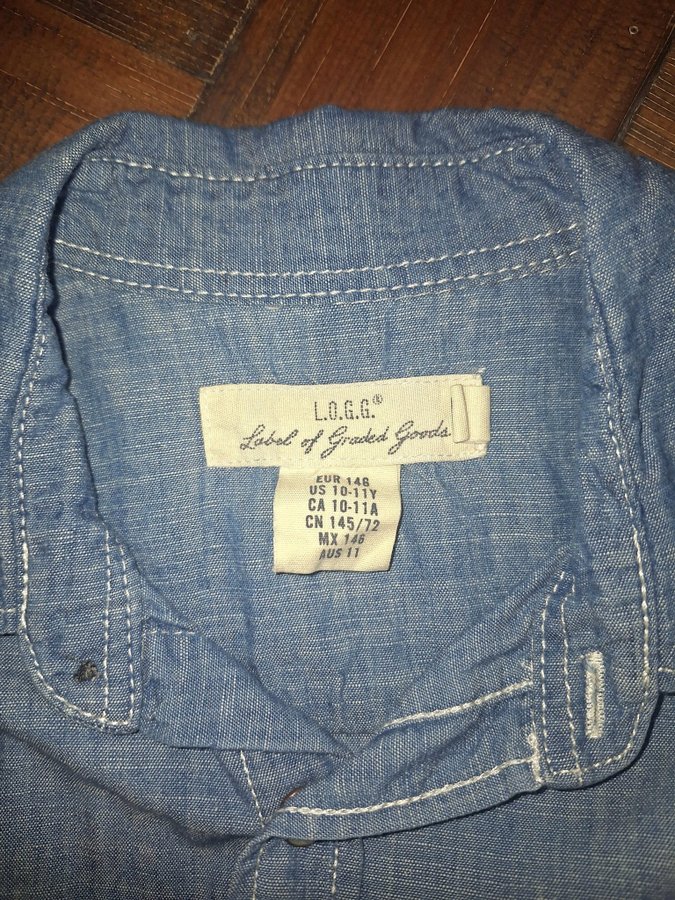 L.O.G.G.®
Label of Graded Goods
EUR 146
US 10-11Y
CA 10-11A
CN 145/72
MX 146
AUS 11